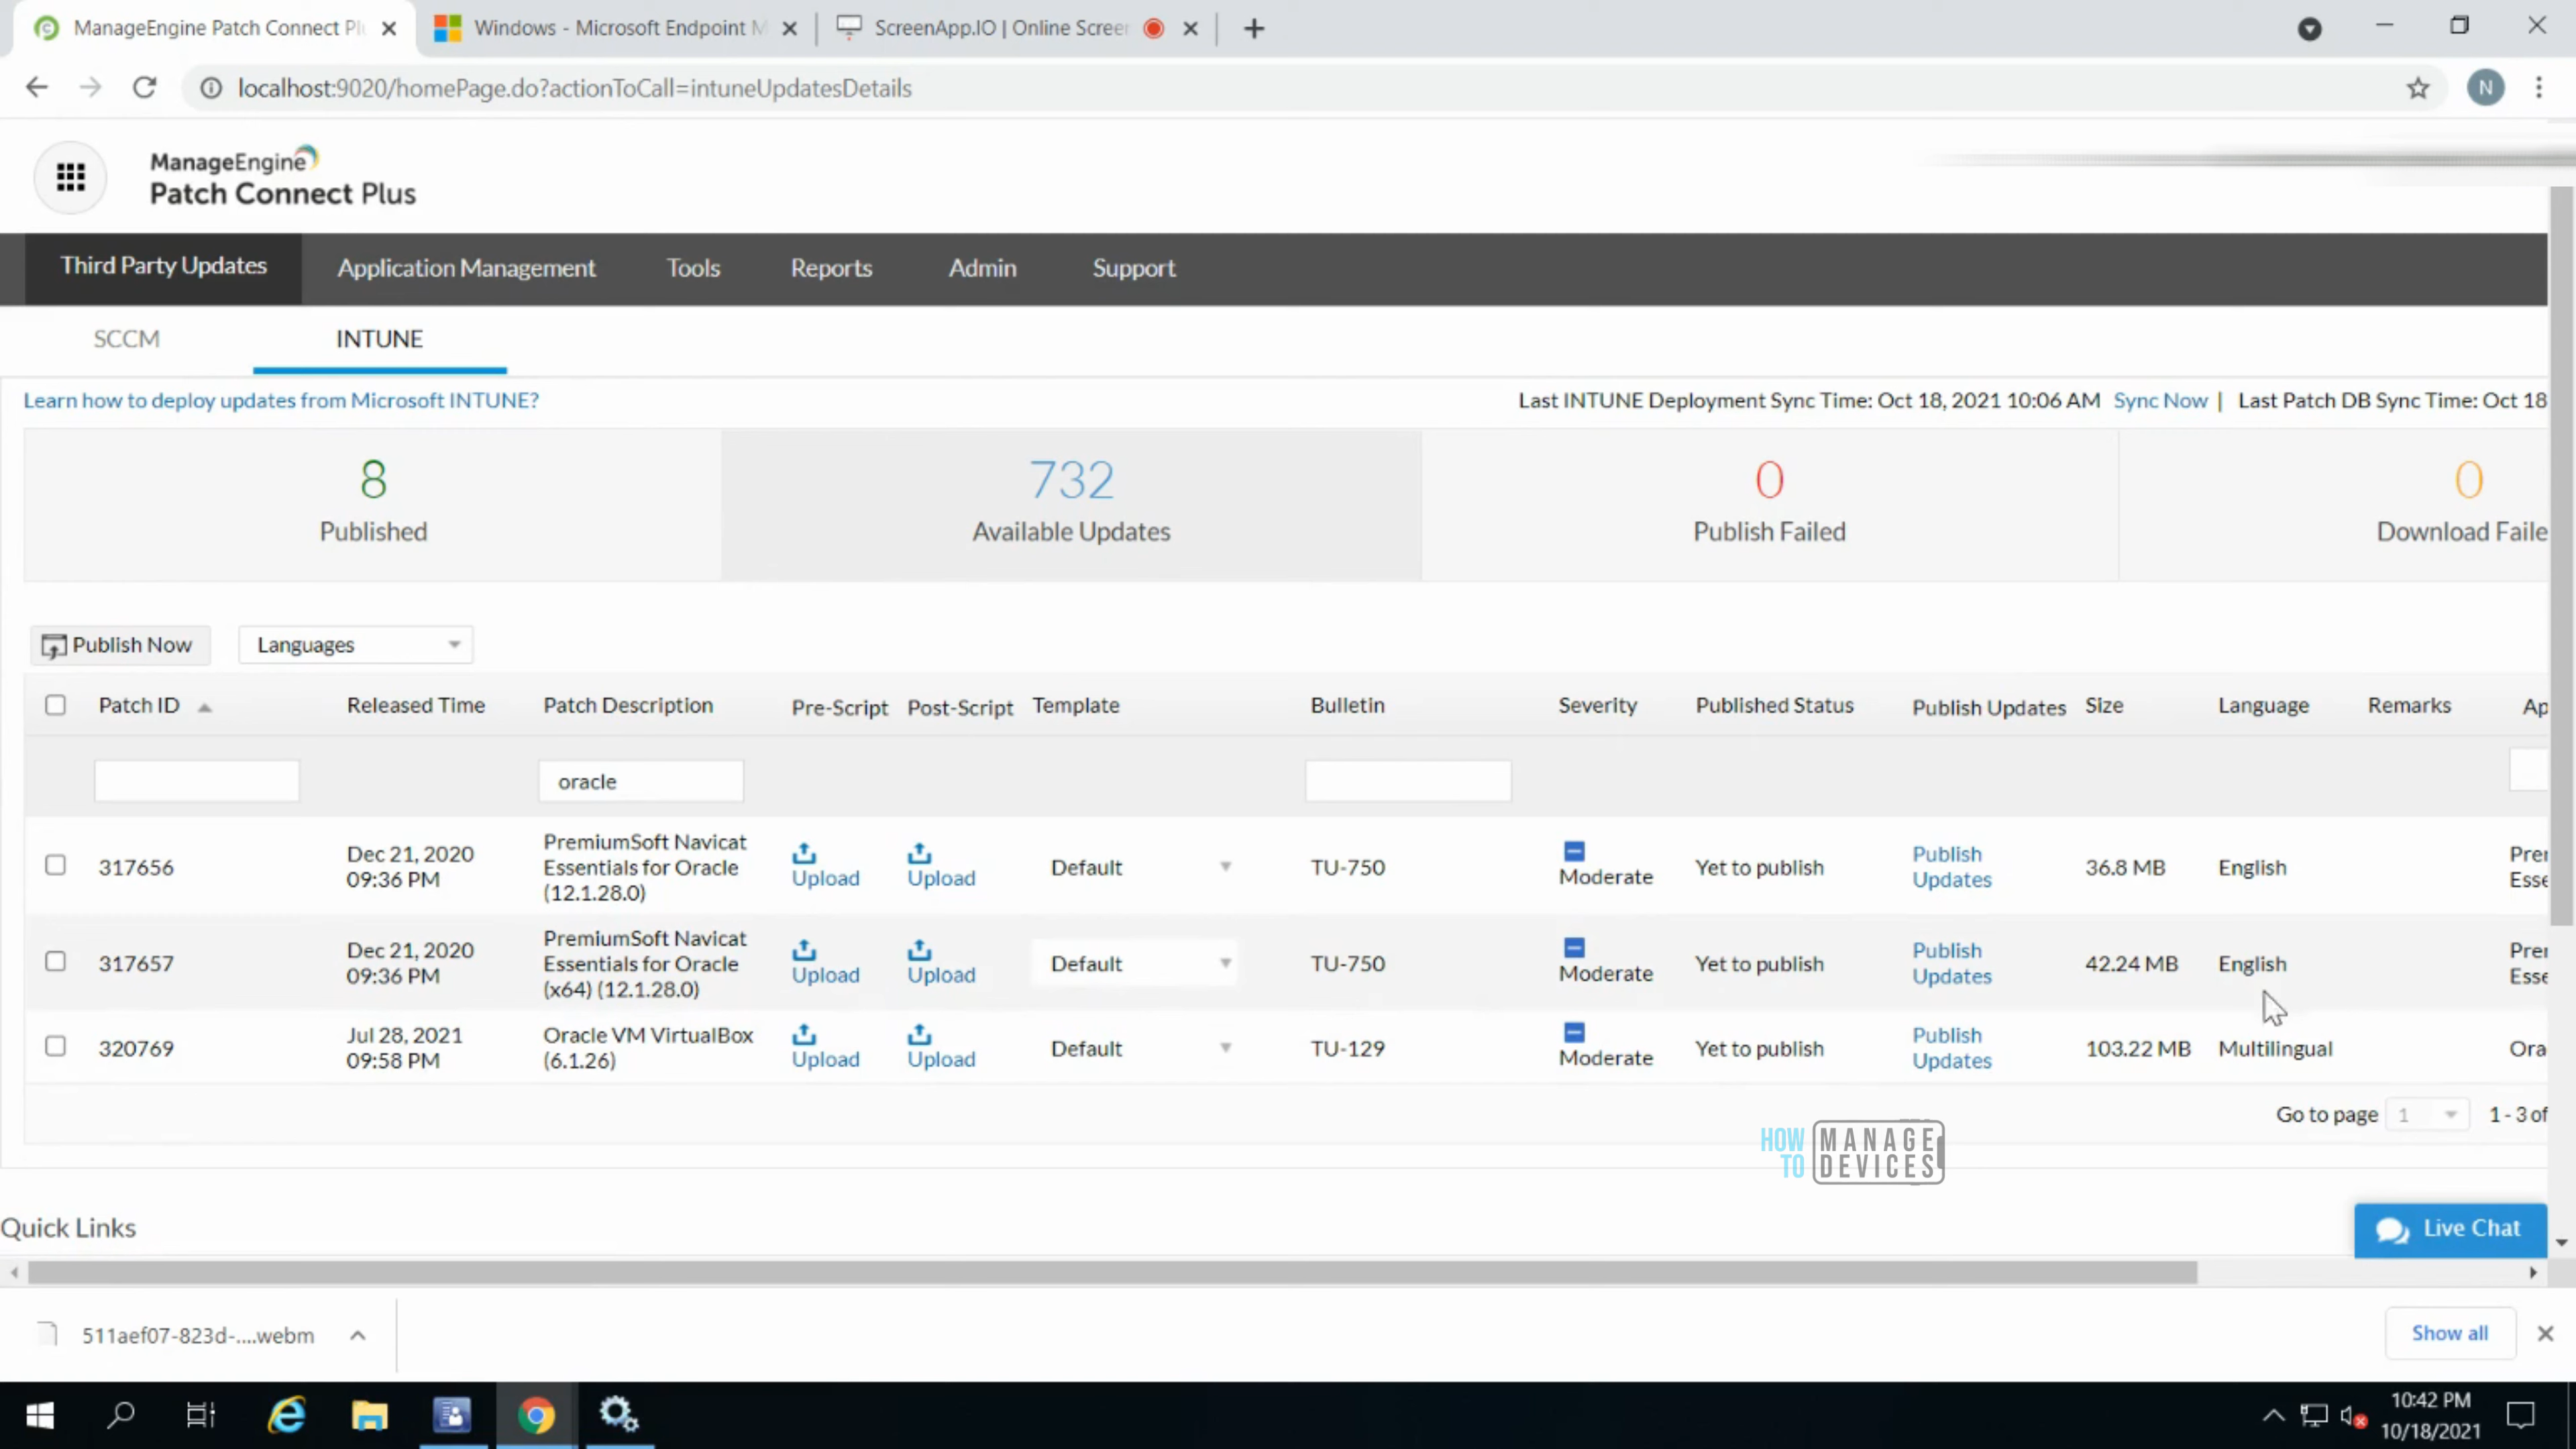 ManageEngine Patch Connect Pl
Windows - Microsoft Endpoint M
ScreenApp.IO | Online Screen
localhost:9020/homePage.do?actionToCall=intuneUpdatesDetails
N
ManageEngine
Patch Connect Plus
Third Party Updates Application Management Tools Reports Admin Support
SCCM INTUNE
Learn how to deploy updates from Microsoft INTUNE? Last INTUNE Deployment Sync Time: Oct 18, 2021 10:06 AM Sync Now | Last Patch DB Sync Time: Oct 18
8 732 0 0
Published Available Updates Publish Failed Download Faile
Publish Now Languages
Patch ID Released Time Patch Description Pre-Script Post-Script Template Bulletin Severity Published Status Publish Updates Size Language Remarks Ap
oracle
317656 Dec 21, 2020 09:36 PM PremiumSoft Navicat Essentials for Oracle (12.1.28.0) Upload Upload Default TU-750 Moderate Yet to publish Publish Updates 36.8 MB English Prer Esse
317657 Dec 21, 2020 09:36 PM PremiumSoft Navicat Essentials for Oracle (x64) (12.1.28.0) Upload Upload Default TU-750 Moderate Yet to publish Publish Updates 42.24 MB English Prer Esse
320769 Jul 28, 2021 09:58 PM Oracle VM VirtualBox (6.1.26) Upload Upload Default TU-129 Moderate Yet to publish Publish Updates 103.22 MB Multilingual Ora
Go to page 1 1 - 3 of
HOW TO MANAGE DEVICES
Quick Links
Live Chat
511aef07-823d-....webm Show all
10:42 PM
10/18/2021